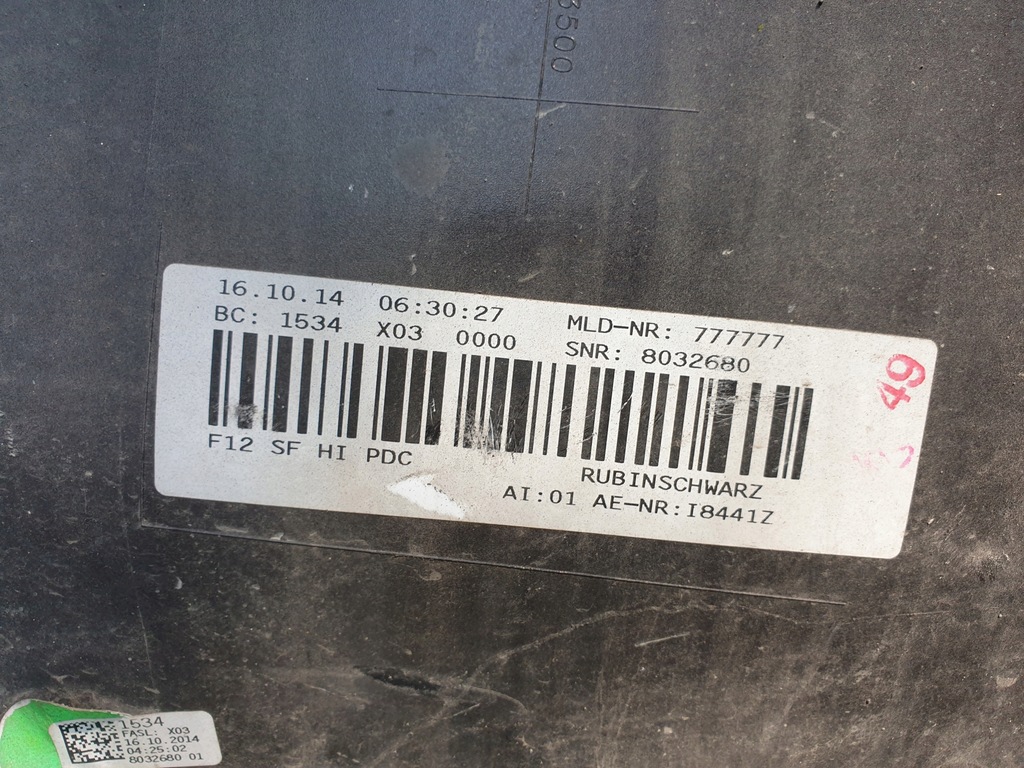 3500
16.10.14 06:30:27 MLD-NR: 777777
BC: 1534 X03 0000 SNR: 8032680
F12 SF HI PDC
RUBINSCHWARZ
AI:01 AE-NR:I8441Z
49
1534
FASL: X03
16.10.2014
04:25:02
8032680 01